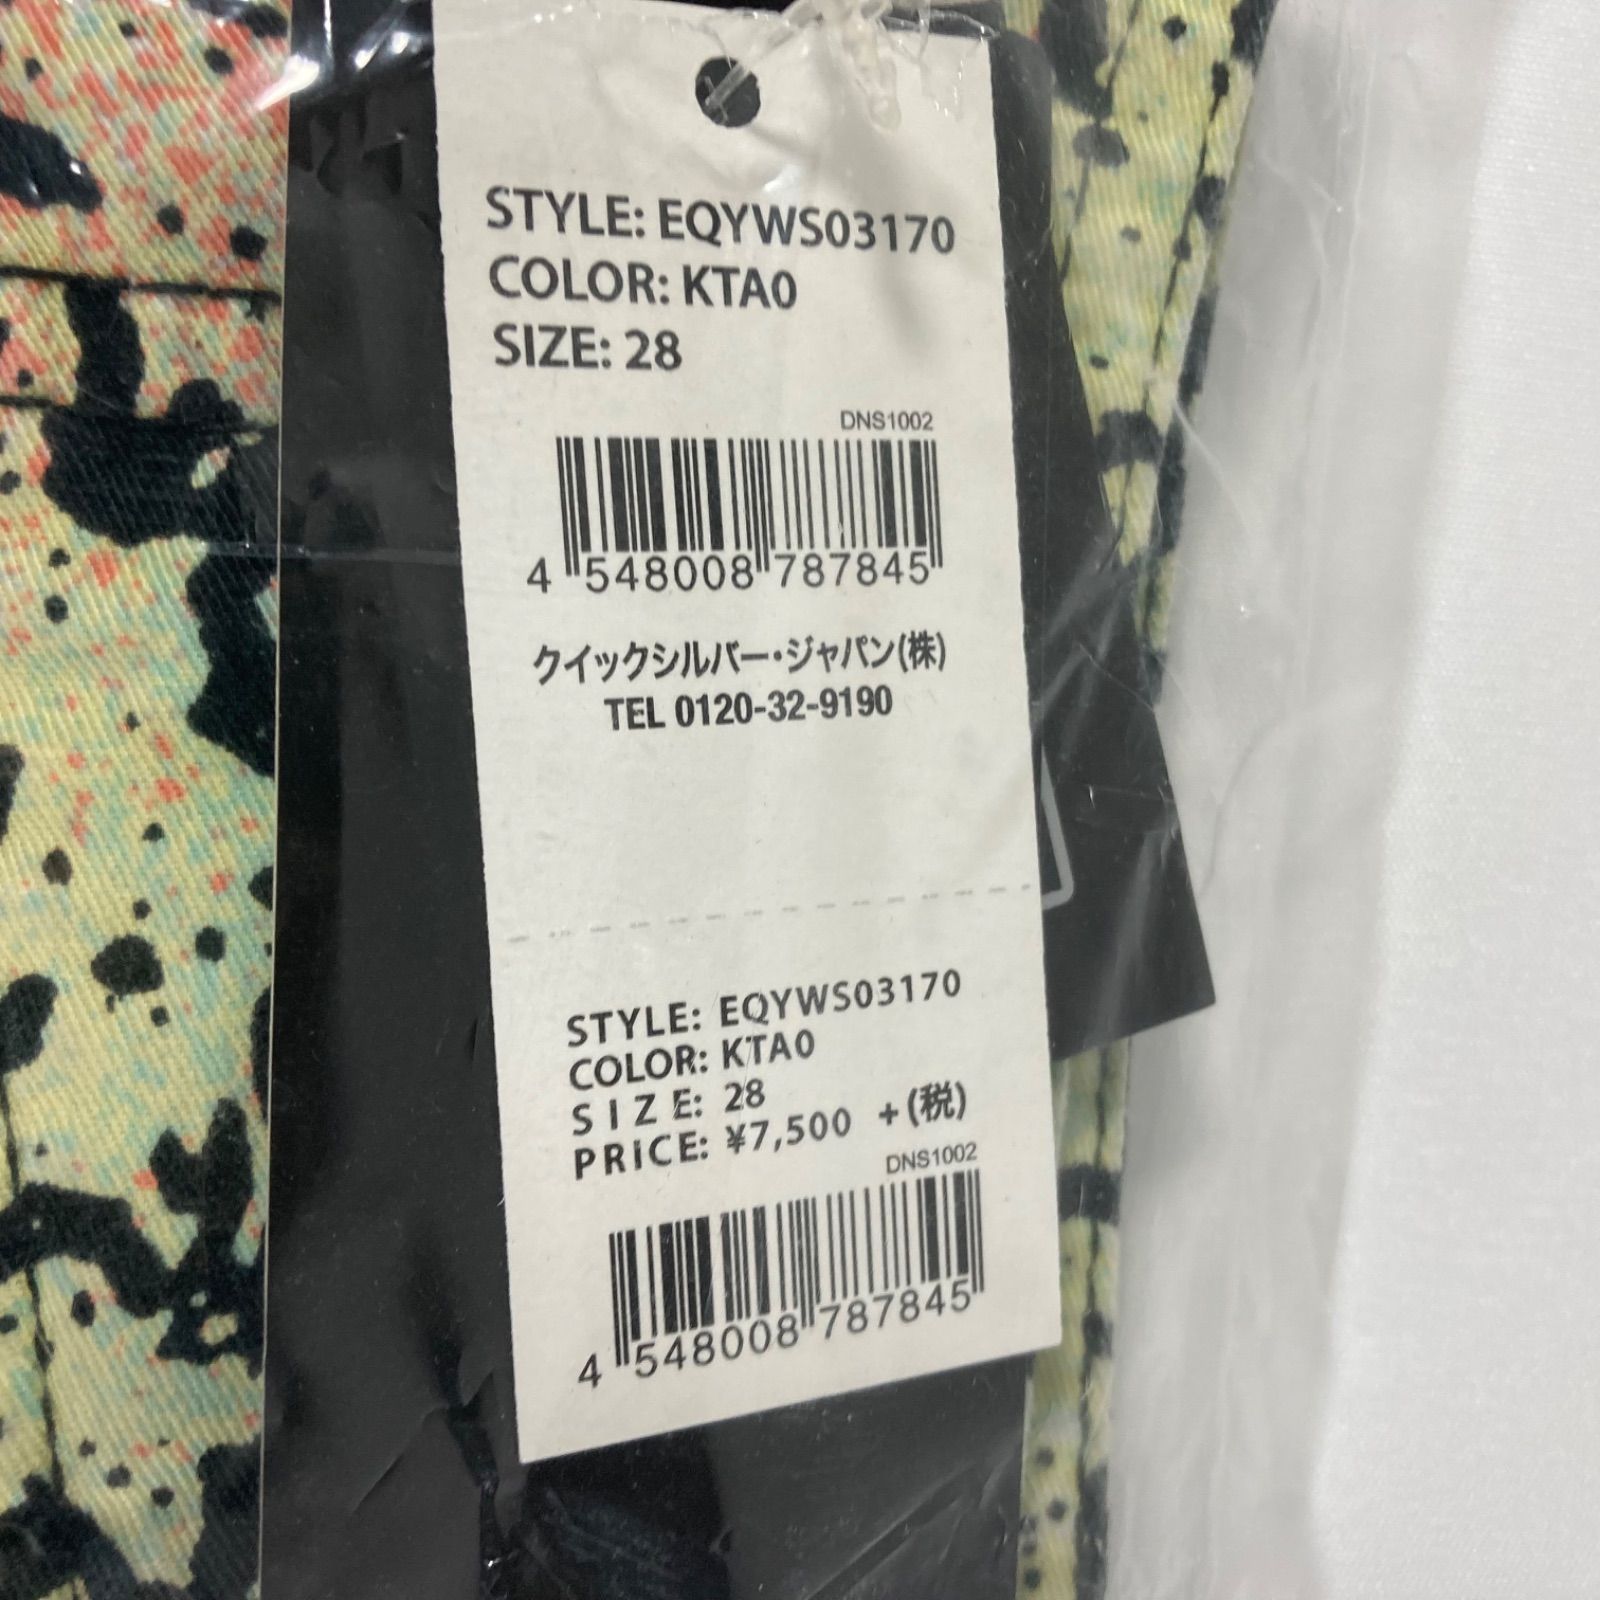 STYLE: EQYWS03170
COLOR: KTA0
SIZE: 28
DNS1002
4 548008 787845
クイックシルバー・ジャパン(株)
TEL 0120-32-9190
STYLE: EQYWS03170
COLOR: KTA0
SIZE: 28
PRICE: ¥7,500 +(税)
DNS1002
4 548008 787845